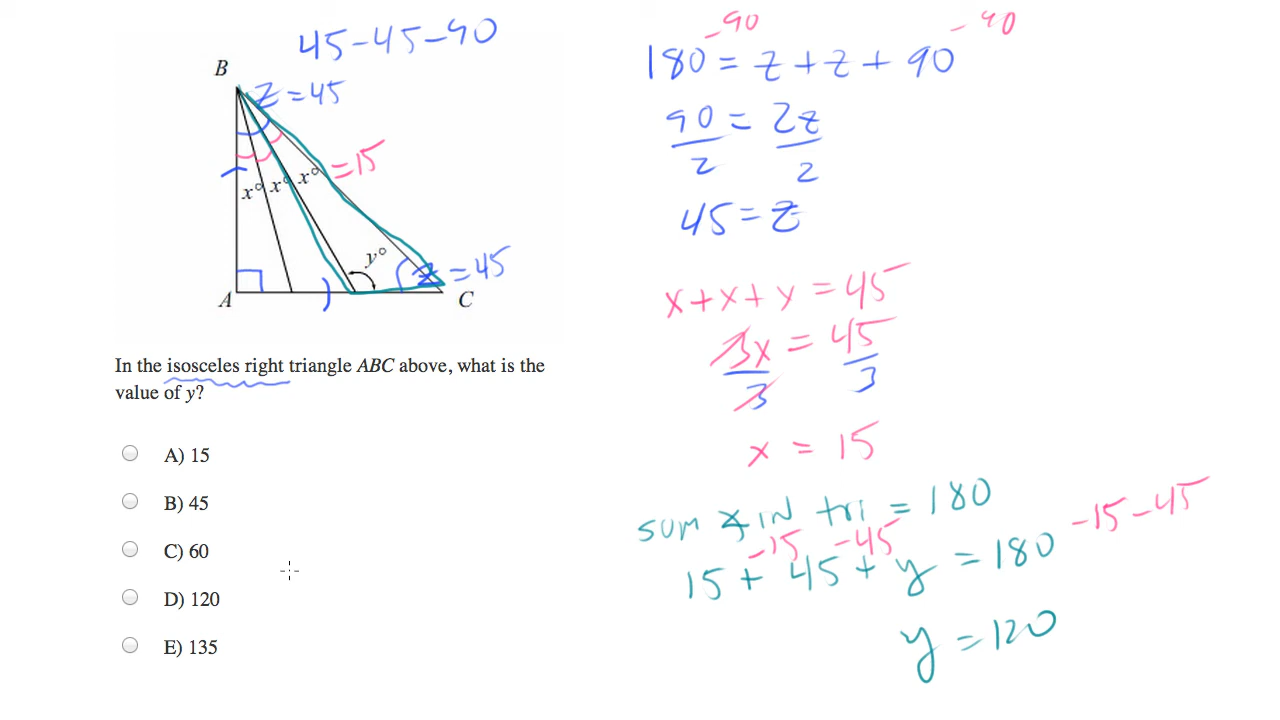 45-45-90
B
z=45
=15
x° x° x°
y°
z=45
A
C
In the isosceles right triangle ABC above, what is the
value of y?
A) 15
B) 45
C) 60
D) 120
E) 135
-90 -90
180 = z + z + 90
90 = 2z
2 2
45 = z
x+x+y = 45
3x = 45
3 3
x = 15
sum ∡ in tri = 180
-15 -45 -15-45
15 + 45 + y = 180
y = 120